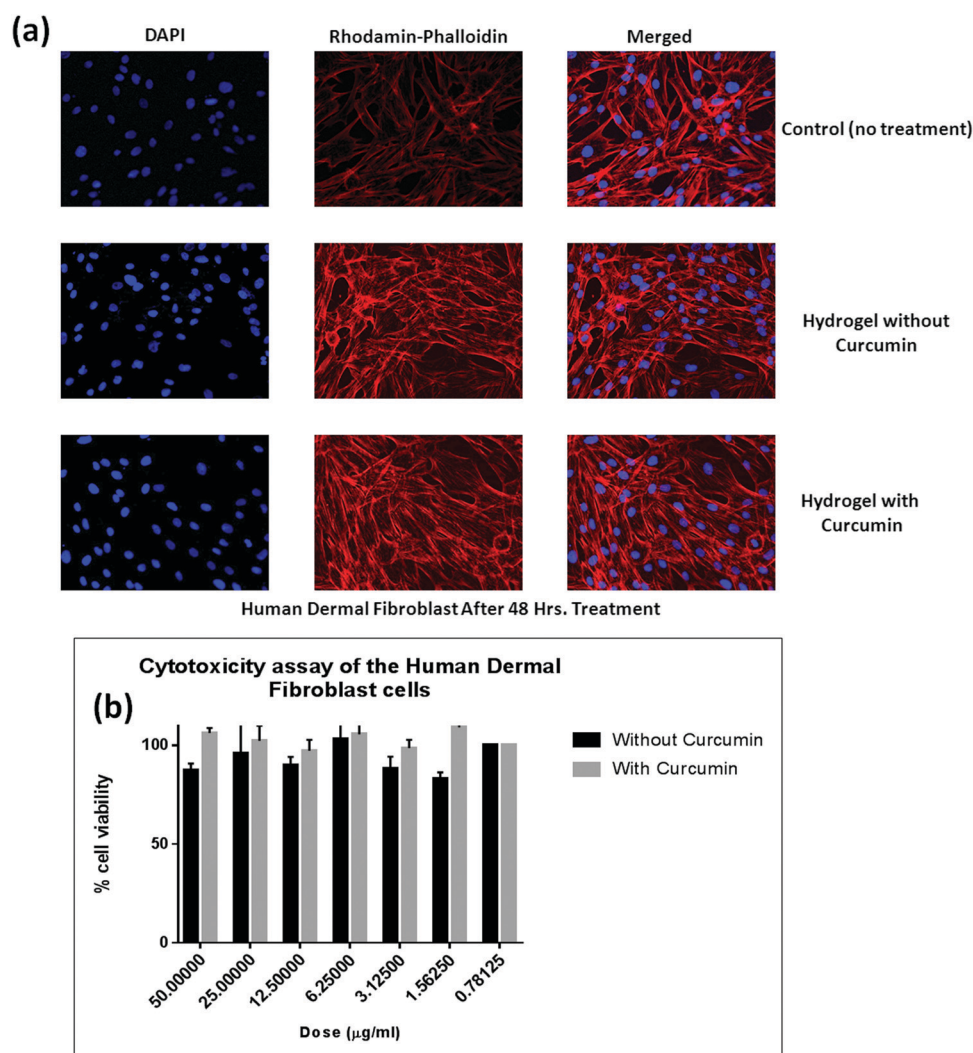 (a)
DAPI
Rhodamin-Phalloidin
Merged
Control (no treatment)
Hydrogel without
Curcumin
Hydrogel with
Curcumin
Human Dermal Fibroblast After 48 Hrs. Treatment
Cytotoxicity assay of the Human Dermal
Fibroblast cells
(b)
Without Curcumin
With Curcumin
% cell viability
100
50
0
50.00000
25.00000
12.50000
6.25000
3.12500
1.56250
0.78125
Dose (µg/ml)